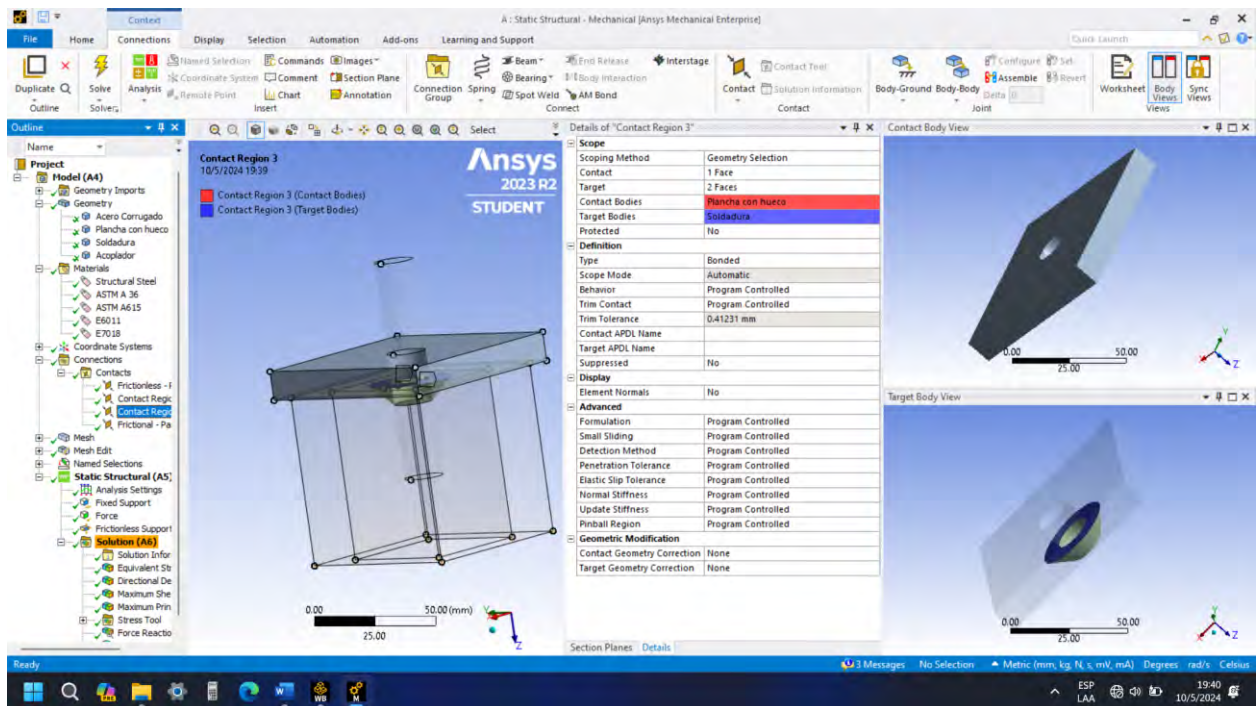 Context
A : Static Structural - Mechanical [Ansys Mechanical Enterprise]
File Home Connections Display Selection Automation Add-ons Learning and Support
Quick Launch
Duplicate
Outline
Solve
Solver
Analysis
Named Selection
Coordinate System
Remote Point
Commands
Comment
Chart
Images
Section Plane
Annotation
Insert
Connection Group
Spring
Beam
Bearing
Spot Weld
End Release
Body Interaction
AM Bond
Interstage
Connect
Contact
Contact Tool
Solution Information
Contact
Body-Ground
Body-Body
Configure
Set
Assemble
Revert
Delta
0
Joint
Worksheet
Body Views
Sync Views
Views
Outline
Name
Project
Model (A4)
Geometry Imports
Geometry
Acero Corrugado
Plancha con hueco
Soldadura
Acoplador
Materials
Structural Steel
ASTM A 36
ASTM A615
E6011
E7018
Coordinate Systems
Connections
Contacts
Frictionless - F
Contact Regic
Contact Regic
Frictional - Pa
Mesh
Mesh Edit
Named Selections
Static Structural (A5)
Analysis Settings
Fixed Support
Force
Frictionless Support
Solution (A6)
Solution Infor
Equivalent Str
Directional De
Maximum She
Maximum Prin
Stress Tool
Force Reactio
Select
Contact Region 3
10/5/2024 19:39
Contact Region 3 (Contact Bodies)
Contact Region 3 (Target Bodies)
Ansys
2023 R2
STUDENT
0.00 50.00 (mm)
25.00
Y
Z
Details of "Contact Region 3"
Scope
Scoping Method Geometry Selection
Contact 1 Face
Target 2 Faces
Contact Bodies Plancha con hueco
Target Bodies Soldadura
Protected No
Definition
Type Bonded
Scope Mode Automatic
Behavior Program Controlled
Trim Contact Program Controlled
Trim Tolerance 0.41231 mm
Contact APDL Name
Target APDL Name
Suppressed No
Display
Element Normals No
Advanced
Formulation Program Controlled
Small Sliding Program Controlled
Detection Method Program Controlled
Penetration Tolerance Program Controlled
Elastic Slip Tolerance Program Controlled
Normal Stiffness Program Controlled
Update Stiffness Program Controlled
Pinball Region Program Controlled
Geometric Modification
Contact Geometry Correction None
Target Geometry Correction None
Section Planes Details
Contact Body View
0.00 50.00
25.00
Y
X
Z
Target Body View
0.00 50.00
25.00
Y
X
Z
Ready
3 Messages No Selection Metric (mm, kg, N, s, mV, mA) Degrees rad/s Celsius
WB
M
ESP
LAA
19:40
10/5/2024